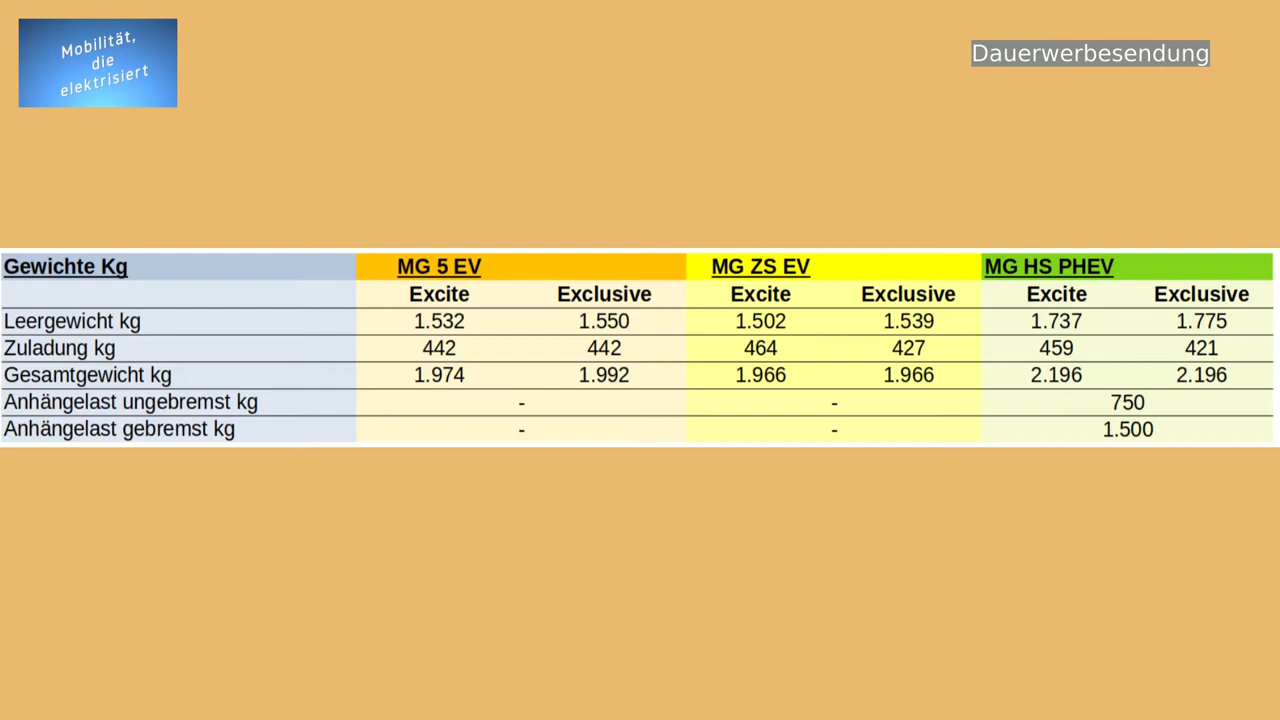 Mobilität,
die
elektrisiert
Dauerwerbesendung
Gewichte Kg MG 5 EV MG ZS EV MG HS PHEV
Excite Exclusive Excite Exclusive Excite Exclusive
Leergewicht kg 1.532 1.550 1.502 1.539 1.737 1.775
Zuladung kg 442 442 464 427 459 421
Gesamtgewicht kg 1.974 1.992 1.966 1.966 2.196 2.196
Anhängelast ungebremst kg - - 750
Anhängelast gebremst kg - - 1.500